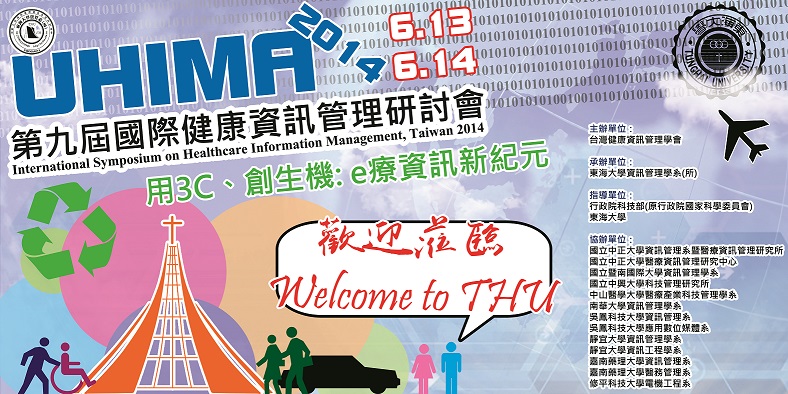 UHIMA
2014
6.13
6.14
第九屆國際健康資訊管理研討會
International Symposium on Healthcare Information Management, Taiwan 2014
用3C、創生機: e療資訊新紀元
歡迎蒞臨
Welcome to THU
東海大學
TUNGHAI UNIVERSITY
主辦單位：
台灣健康資訊管理學會
承辦單位：
東海大學資訊管理學系(所)
指導單位：
行政院科技部(原行政院國家科學委員會)
東海大學
協辦單位：
國立中正大學資訊管理系暨醫療資訊管理研究所
國立中正大學醫療資訊管理研究中心
國立暨南國際大學資訊管理學系
國立中興大學科技管理研究所
中山醫學大學醫療產業科技管理學系
南華大學資訊管理學系
吳鳳科技大學資訊管理系
吳鳳科技大學應用數位媒體系
靜宜大學資訊管理學系
靜宜大學資訊工程學系
嘉南藥理大學資訊管理系
嘉南藥理大學醫務管理系
修平科技大學電機工程系